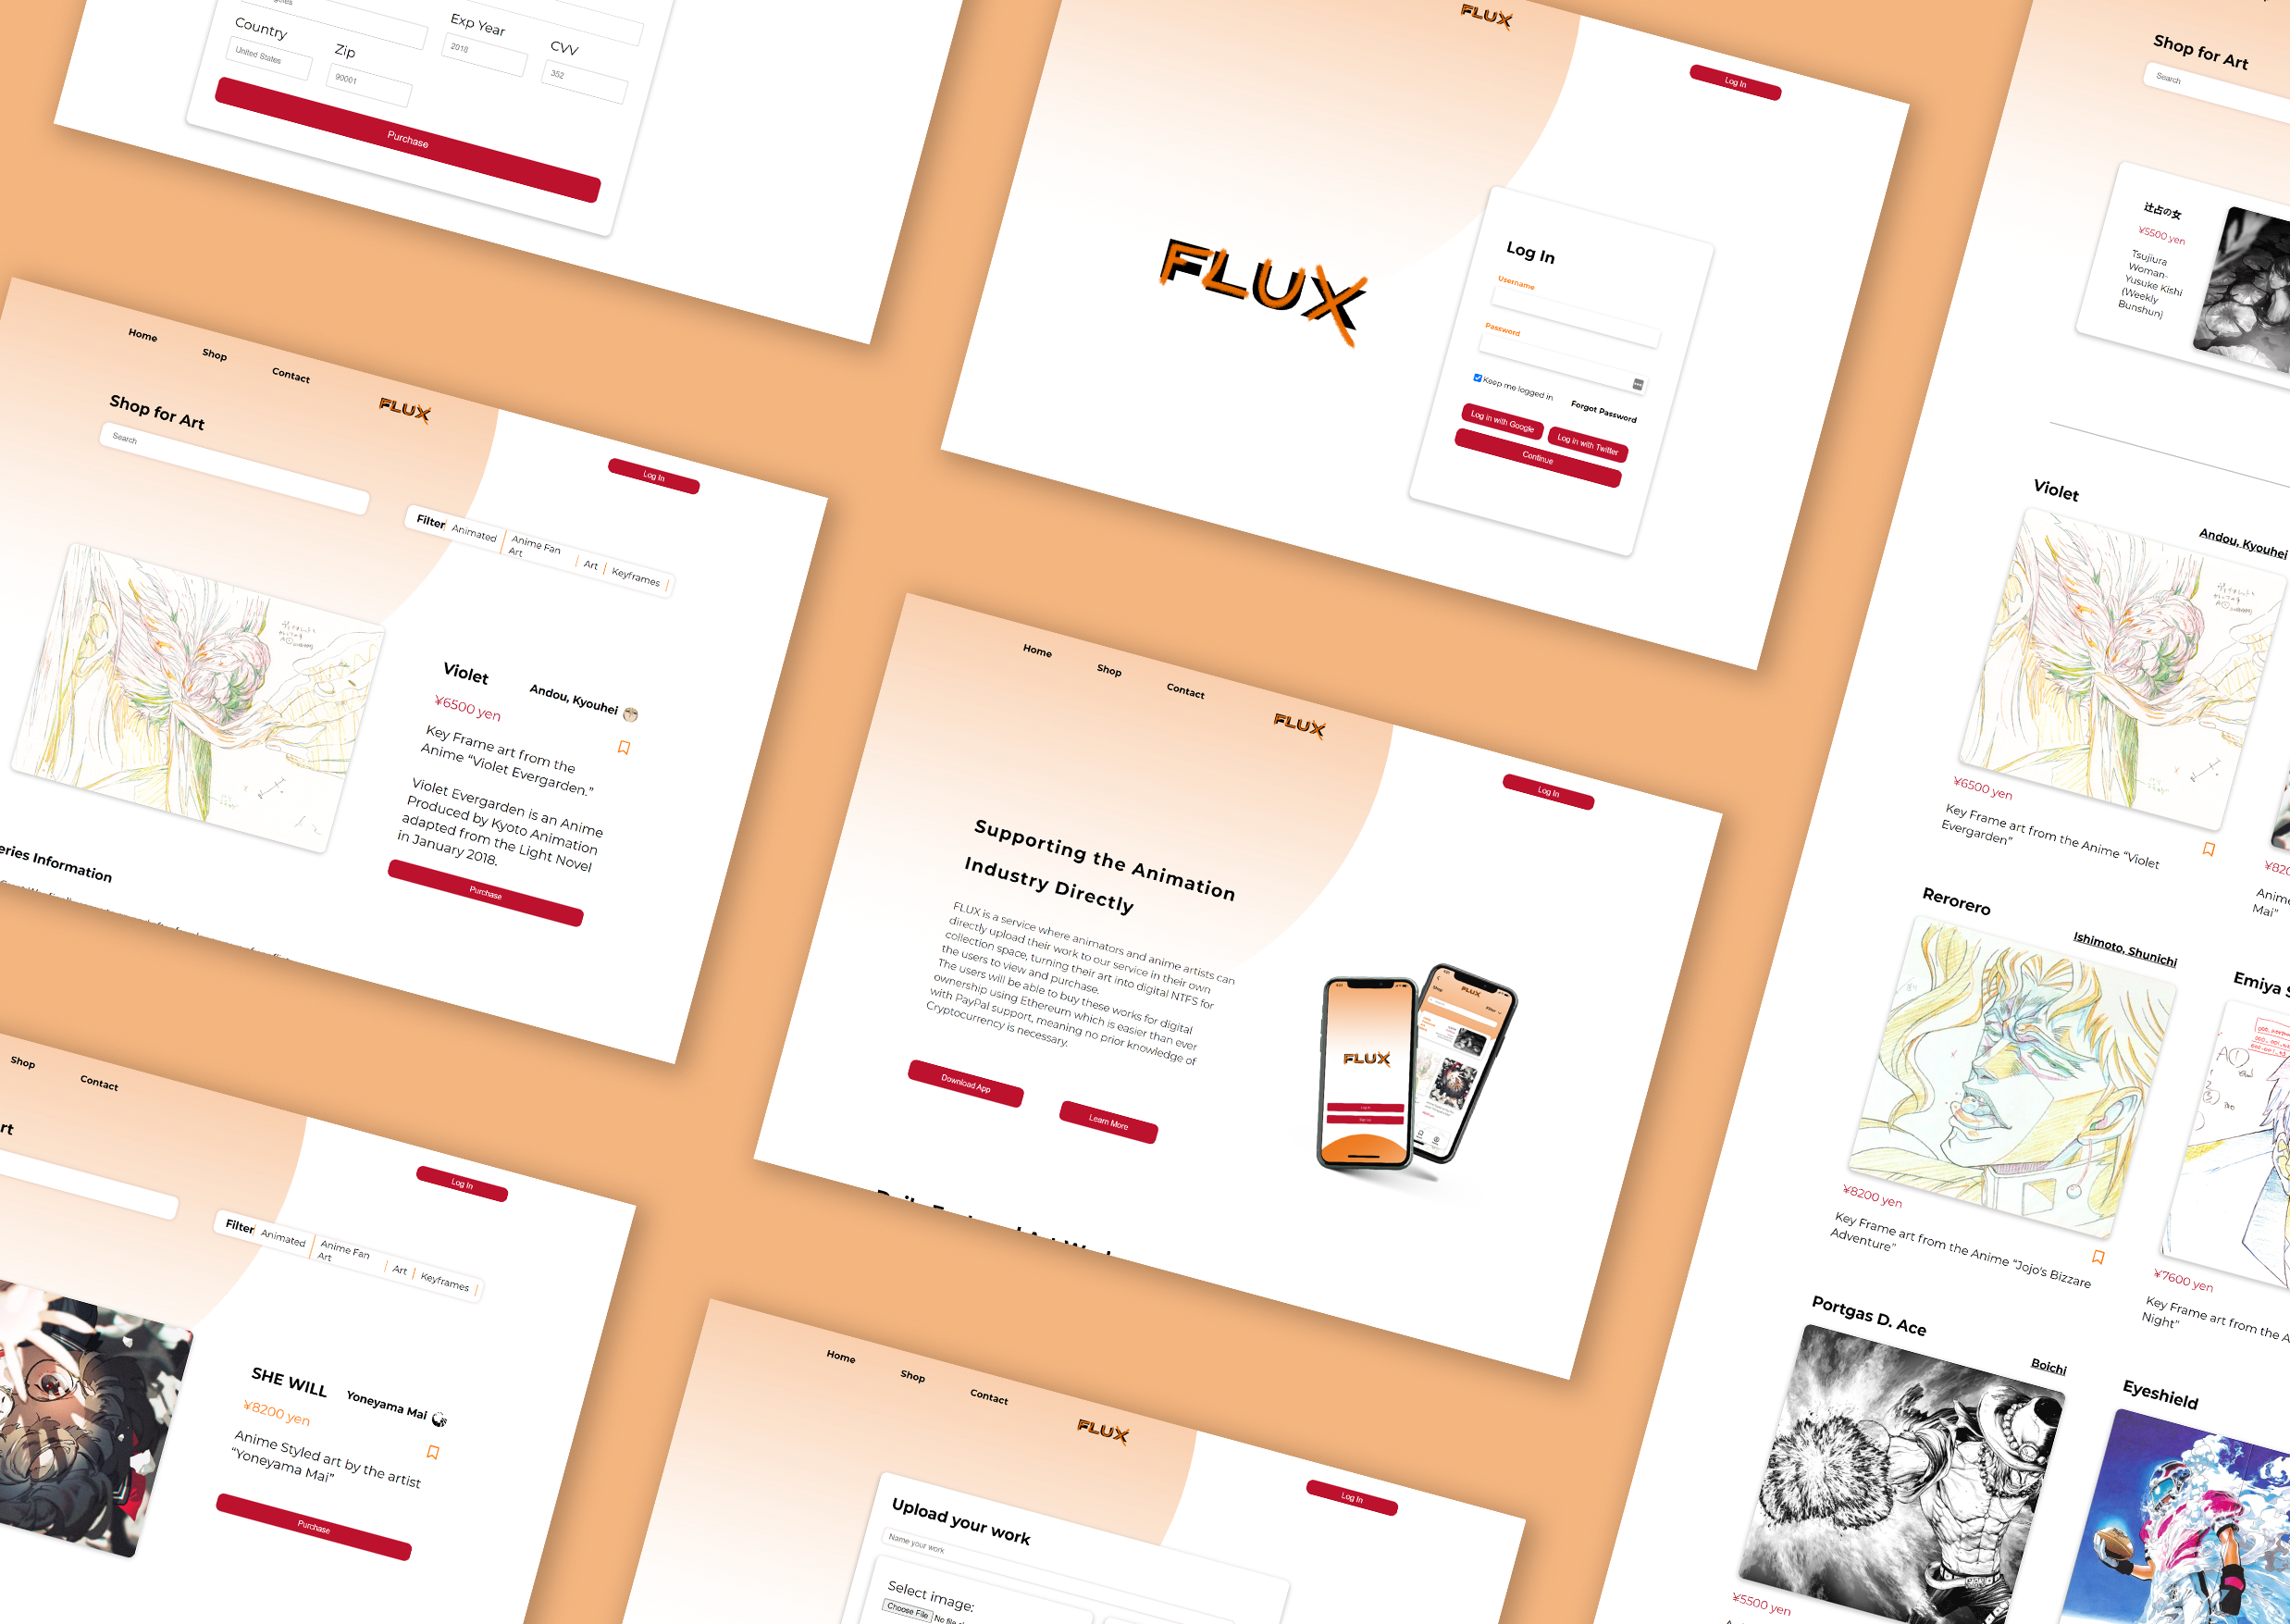 Country
United States
Zip
90001
Exp Year
2018
CVV
352
Purchase
FLUX
Log In
FLUX
Log In
Username
Password
Keep me logged in
Forgot Password
Log in with Google
Log in with Twitter
Continue
Home
Shop
Contact
FLUX
Log In
Shop for Art
Search
Filter
Animated
Anime Fan
Art
Art
Keyframes
Violet
Andou, Kyouhei
¥6500 yen
Key Frame art from the
Anime “Violet Evergarden.”
Violet Evergarden is an Anime
Produced by Kyoto Animation
adapted from the Light Novel
in January 2018.
Purchase
eries Information
Home
Shop
Contact
FLUX
Log In
Supporting the Animation
Industry Directly
FLUX is a service where animators and anime artists can
directly upload their work to our service in their own
collection space, turning their art into digital NTFS for
the users to view and purchase.
The users will be able to buy these works for digital
ownership using Ethereum which is easier than ever
with PayPal support, meaning no prior knowledge of
Cryptocurrency is necessary.
Download App
Learn More
FLUX
FLUX
Shop
Contact
rt
Log In
Filter
Animated
Anime Fan
Art
Art
Keyframes
SHE WILL
Yoneyama Mai
¥8200 yen
Anime Styled art by the artist
“Yoneyama Mai”
Purchase
Home
Shop
Contact
FLUX
Log In
Upload your work
Name your work
Select image:
Choose File
No file
Shop for Art
Search
辻占の女
¥5500 yen
Tsujiura
Woman-
Yusuke Kishi
(Weekly
Bunshun)
Violet
Andou, Kyouhei
¥6500 yen
Key Frame art from the Anime “Violet
Evergarden”
¥820
Anime
Mai”
Rerorero
Ishimoto, Shunichi
¥8200 yen
Key Frame art from the Anime “Jojo's Bizzare
Adventure”
Emiya S
¥7600 yen
Key Frame art from the A
Night”
Portgas D. Ace
Boichi
¥5500 yen
Eyeshield